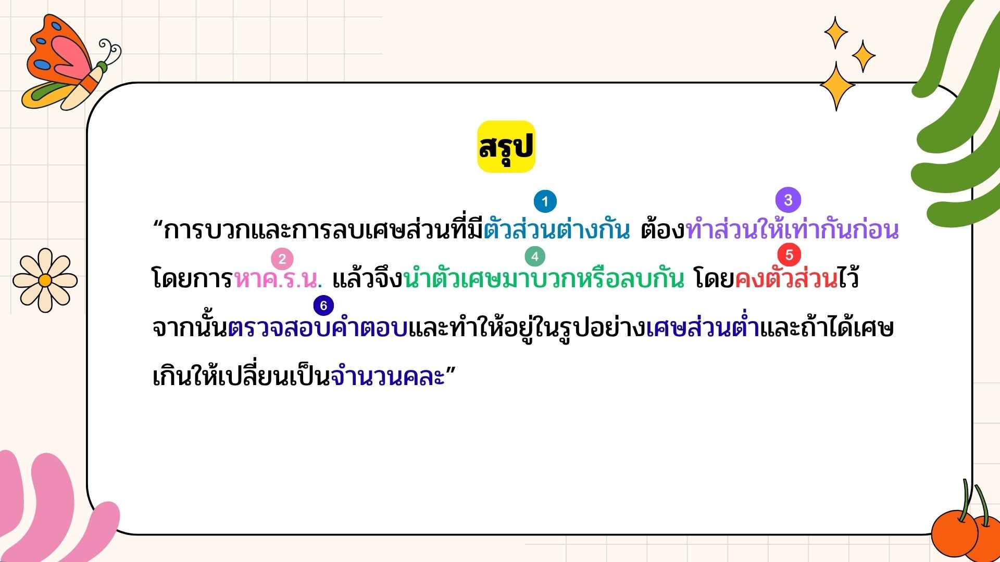 สรุป
1 3
“การบวกและการลบเศษส่วนที่มีตัวส่วนต่างกัน ต้องทำส่วนให้เท่ากันก่อน
2 4 5
โดยการหาค.ร.น. แล้วจึงนำตัวเศษมาบวกหรือลบกัน โดยคงตัวส่วนไว้
6
จากนั้นตรวจสอบคำตอบและทำให้อยู่ในรูปอย่างเศษส่วนต่ำและถ้าได้เศษ
เกินให้เปลี่ยนเป็นจำนวนคละ”